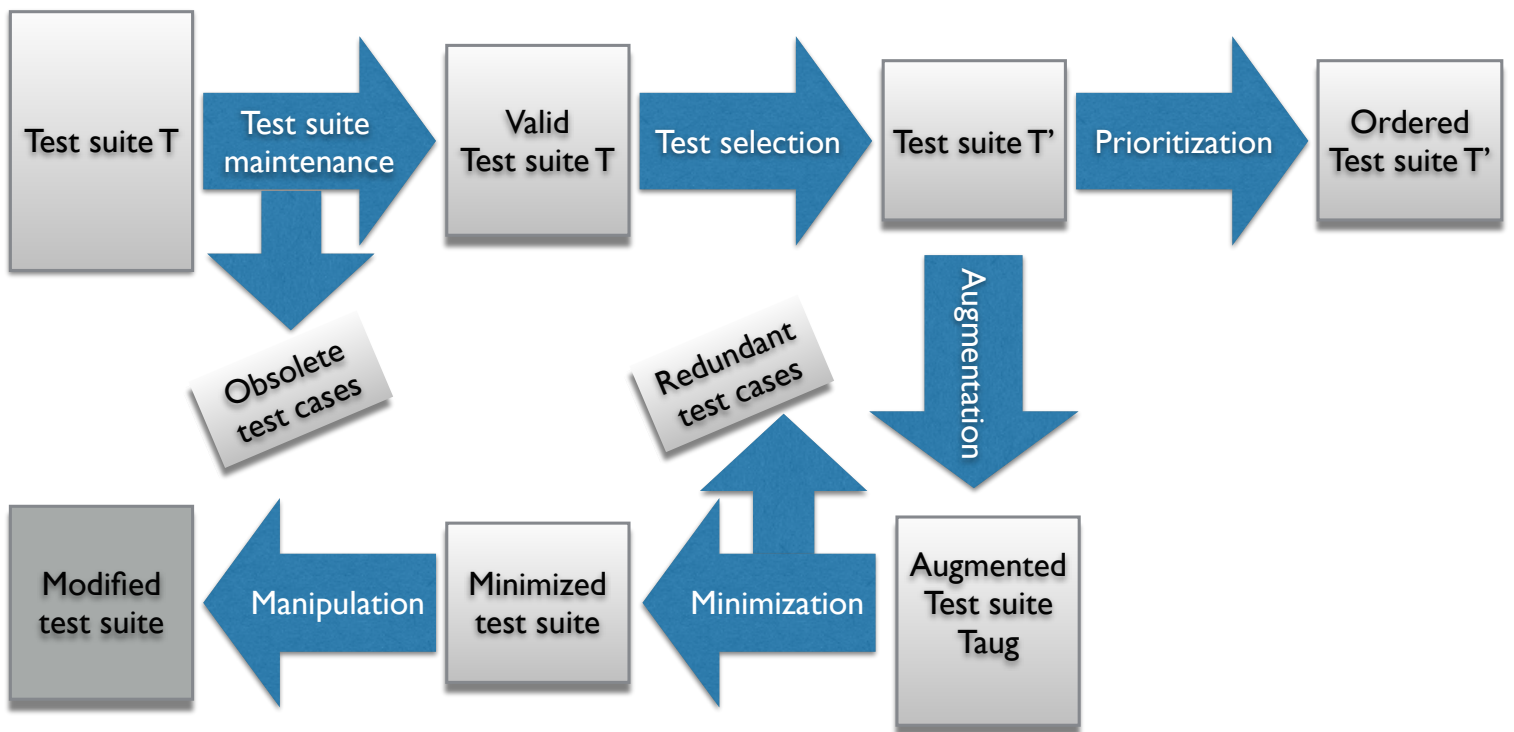 Test suite T
Test suite
maintenance
Valid
Test suite T
Test selection
Test suite T’
Prioritization
Ordered
Test suite T’
Obsolete
test cases
Redundant
test cases
Augmentation
Modified
test suite
Manipulation
Minimized
test suite
Minimization
Augmented
Test suite
Taug